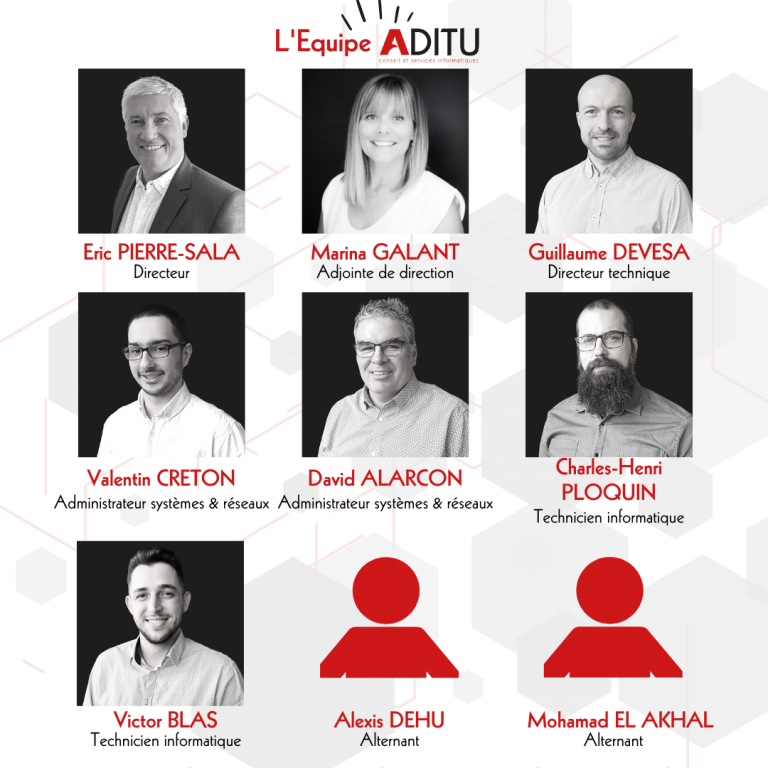 L'Equipe ADITU
conseil et services informatiques
Eric PIERRE-SALA
Directeur
Marina GALANT
Adjointe de direction
Guillaume DEVESA
Directeur technique
Valentin CRETON
Administrateur systèmes & réseaux
David ALARCON
Administrateur systèmes & réseaux
Charles-Henri
PLOQUIN
Technicien informatique
Victor BLAS
Technicien informatique
Alexis DEHU
Alternant
Mohamad EL AKHAL
Alternant